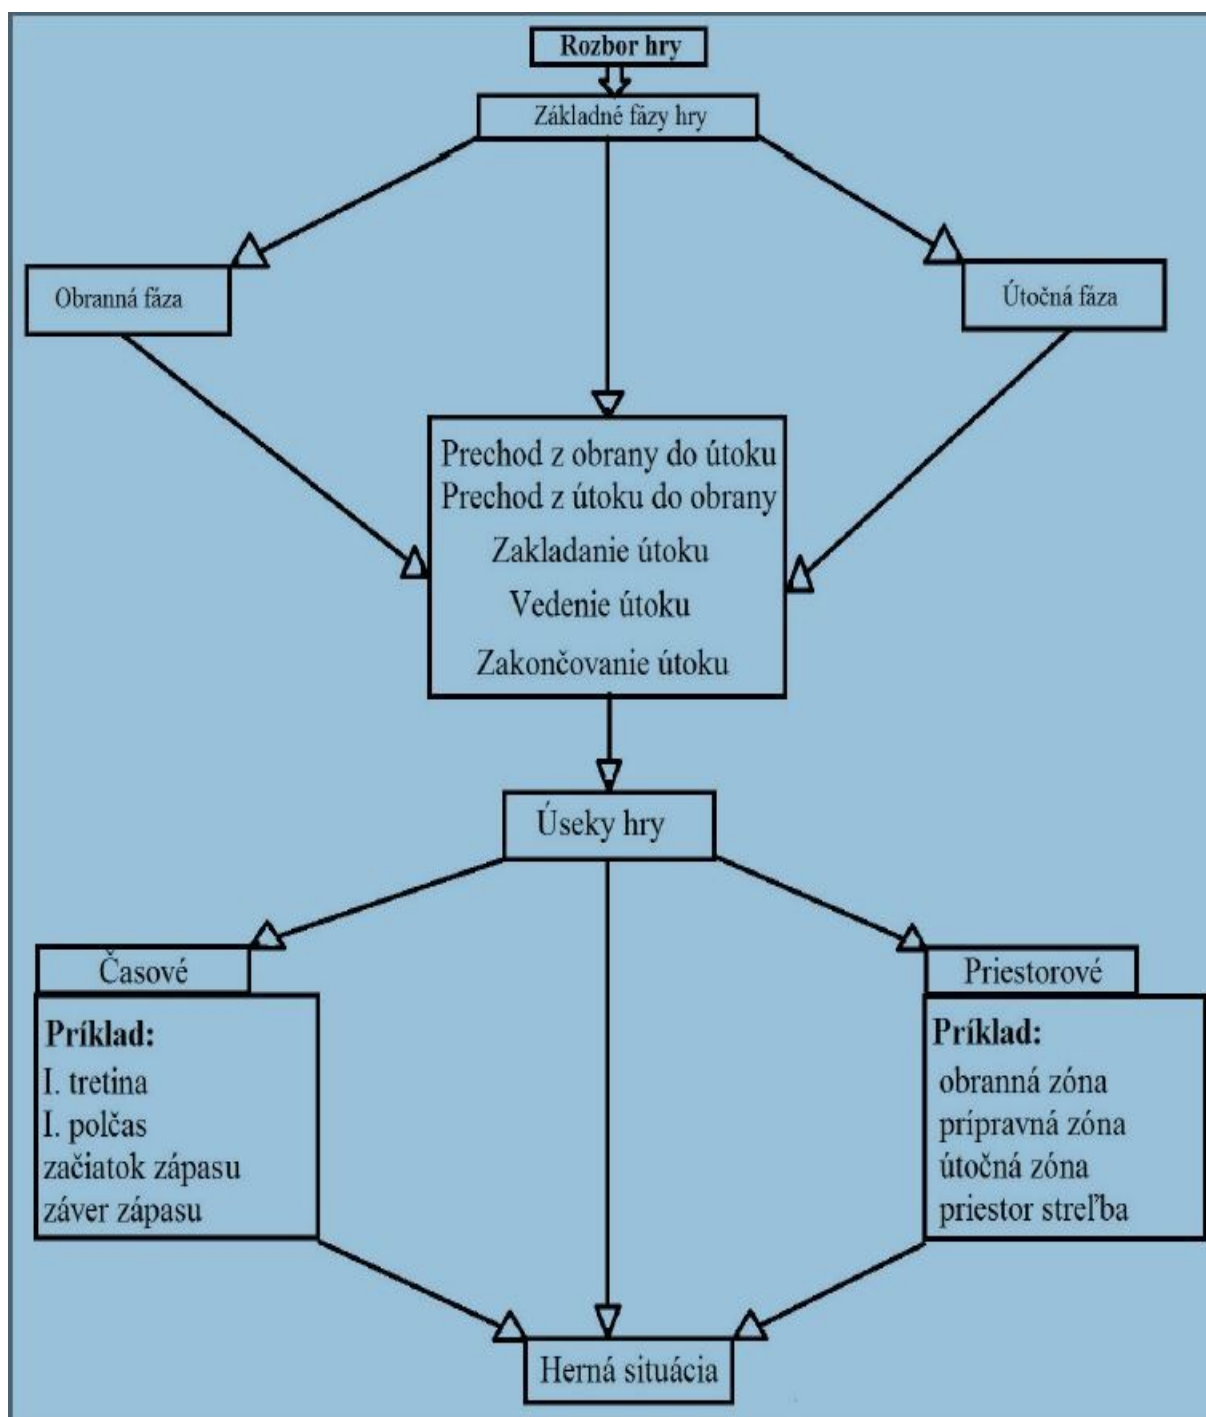 Rozbor hry
Základné fázy hry
Obranná fáza
Útočná fáza
Prechod z obrany do útoku
Prechod z útoku do obrany
Zakladanie útoku
Vedenie útoku
Zakončovanie útoku
Úseky hry
Časové
Príklad:
I. tretina
I. polčas
začiatok zápasu
záver zápasu
Priestorové
Príklad:
obranná zóna
prípravná zóna
útočná zóna
priestor streľba
Herná situácia